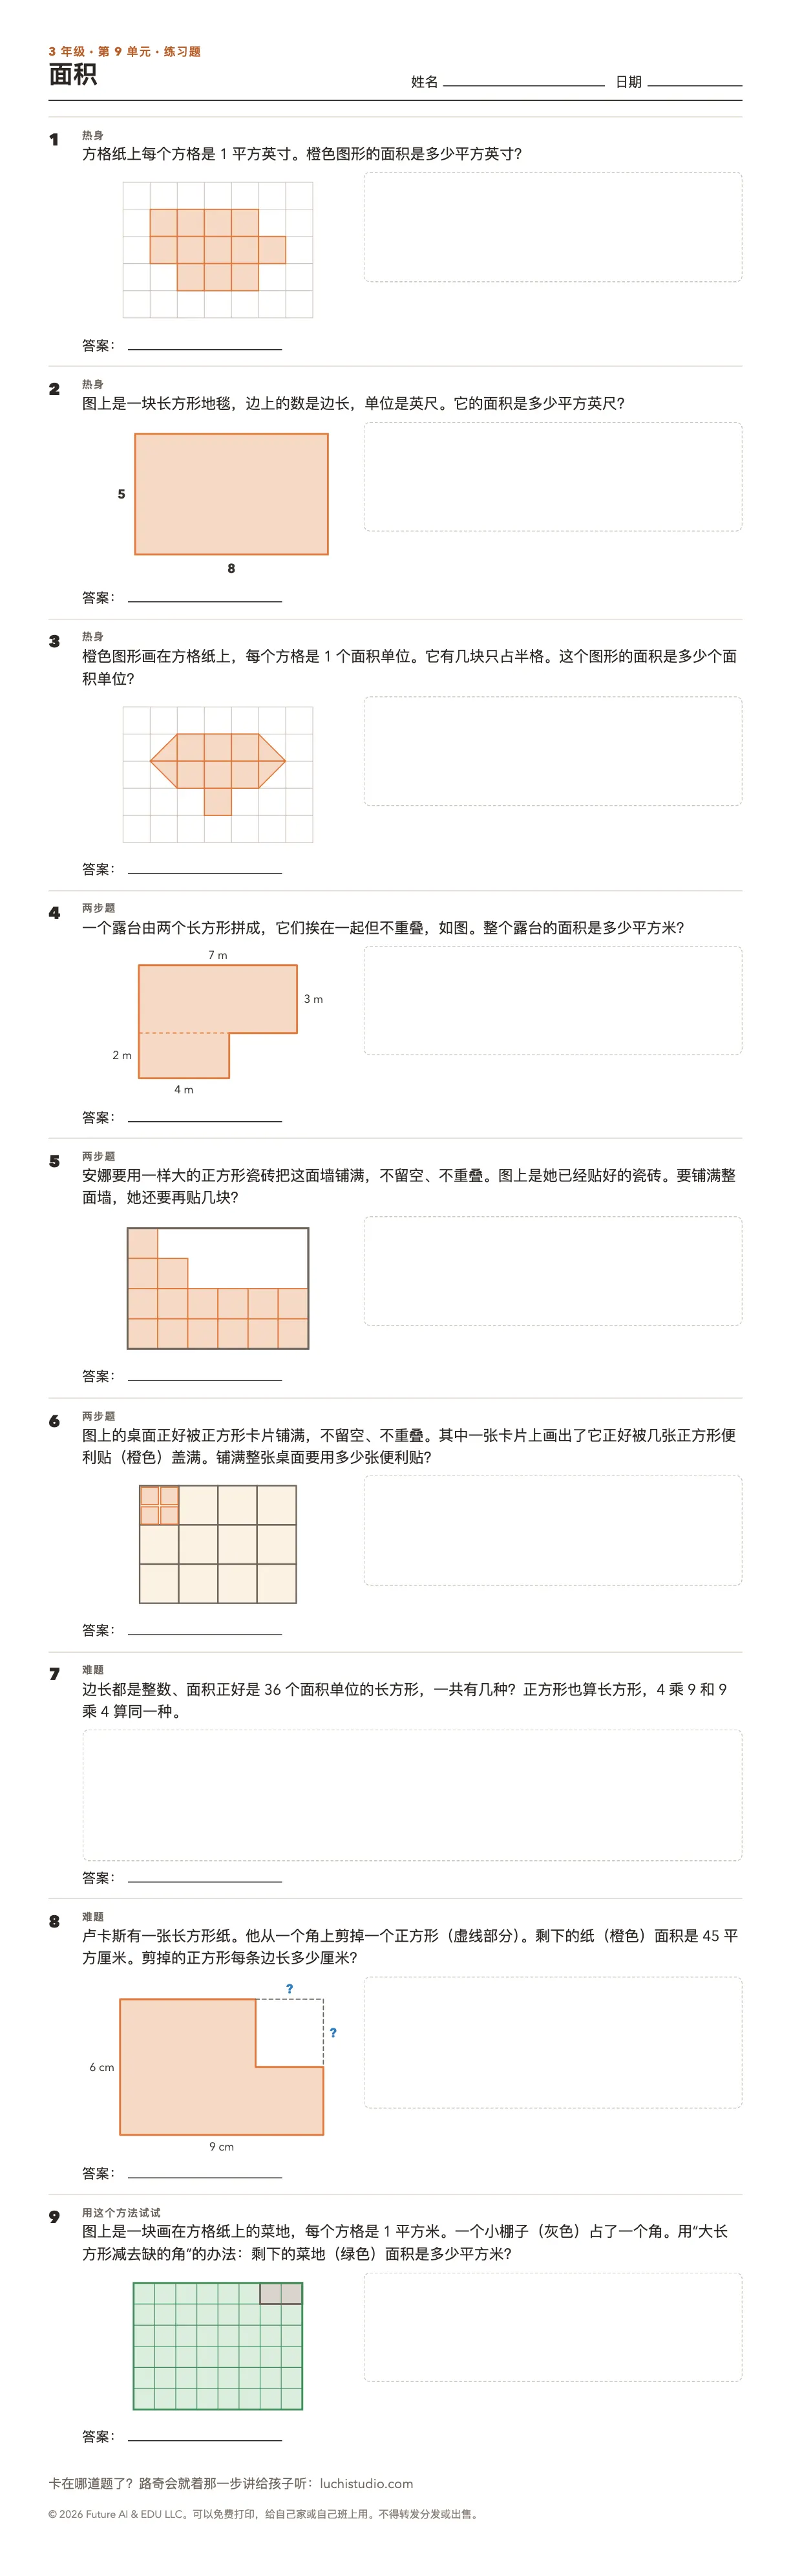 3 年级·第 9 单元·练习题
面积
姓名 日期
1
热身
方格纸上每个方格是 1 平方英寸。橙色图形的面积是多少平方英寸？
答案：
2
热身
图上是一块长方形地毯，边上的数是边长，单位是英尺。它的面积是多少平方英尺？
5
8
答案：
3
热身
橙色图形画在方格纸上，每个方格是 1 个面积单位。它有几块只占半格。这个图形的面积是多少个面
积单位？
答案：
4
两步题
一个露台由两个长方形拼成，它们挨在一起但不重叠，如图。整个露台的面积是多少平方米？
7 m
3 m
2 m
4 m
答案：
5
两步题
安娜要用一样大的正方形瓷砖把这面墙铺满，不留空、不重叠。图上是她已经贴好的瓷砖。要铺满整
面墙，她还要再贴几块？
答案：
6
两步题
图上的桌面正好被正方形卡片铺满，不留空、不重叠。其中一张卡片上画出了它正好被几张正方形便
利贴（橙色）盖满。铺满整张桌面要用多少张便利贴？
答案：
7
难题
边长都是整数、面积正好是 36 个面积单位的长方形，一共有几种？正方形也算长方形，4 乘 9 和 9
乘 4 算同一种。
答案：
8
难题
卢卡斯有一张长方形纸。他从一个角上剪掉一个正方形（虚线部分）。剩下的纸（橙色）面积是 45 平
方厘米。剪掉的正方形每条边长多少厘米？
?
?
6 cm
9 cm
答案：
9
用这个方法试试
图上是一块画在方格纸上的菜地，每个方格是 1 平方米。一个小棚子（灰色）占了一个角。用“大长
方形减去缺的角”的办法：剩下的菜地（绿色）面积是多少平方米？
答案：
卡在哪道题了？路奇会就着那一步讲给孩子听：luchistudio.com
© 2026 Future AI & EDU LLC。可以免费打印，给自己家或自己班上用。不得转发分发或出售。